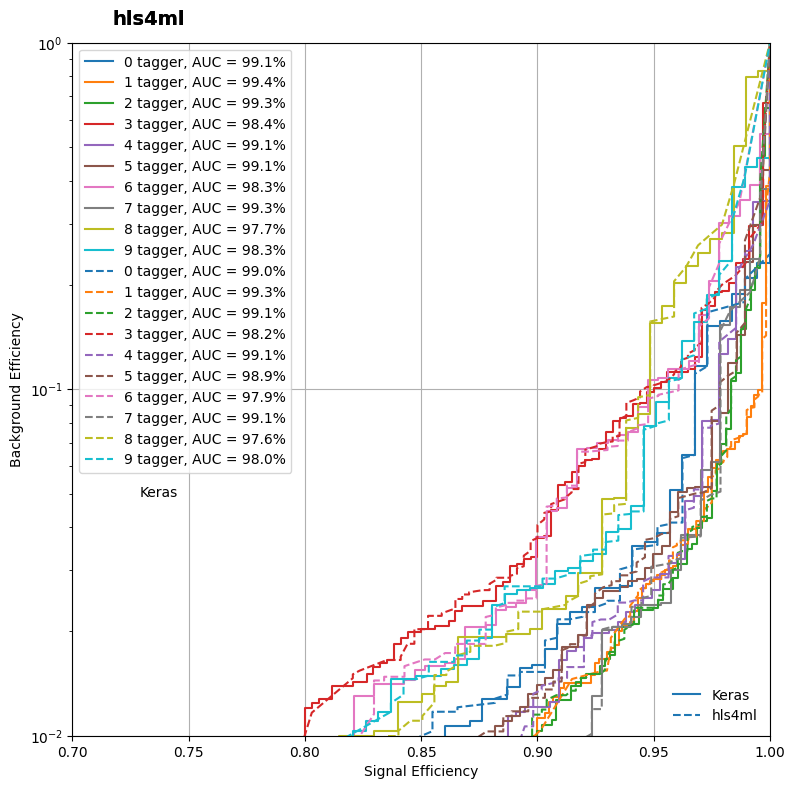 hls4ml
10⁰
0 tagger, AUC = 99.1%
1 tagger, AUC = 99.4%
2 tagger, AUC = 99.3%
3 tagger, AUC = 98.4%
4 tagger, AUC = 99.1%
5 tagger, AUC = 99.1%
6 tagger, AUC = 98.3%
7 tagger, AUC = 99.3%
8 tagger, AUC = 97.7%
9 tagger, AUC = 98.3%
0 tagger, AUC = 99.0%
1 tagger, AUC = 99.3%
2 tagger, AUC = 99.1%
3 tagger, AUC = 98.2%
4 tagger, AUC = 99.1%
5 tagger, AUC = 98.9%
6 tagger, AUC = 97.9%
7 tagger, AUC = 99.1%
8 tagger, AUC = 97.6%
9 tagger, AUC = 98.0%
Background Efficiency
10⁻¹
Keras
Keras
hls4ml
10⁻²
0.70 0.75 0.80 0.85 0.90 0.95 1.00
Signal Efficiency